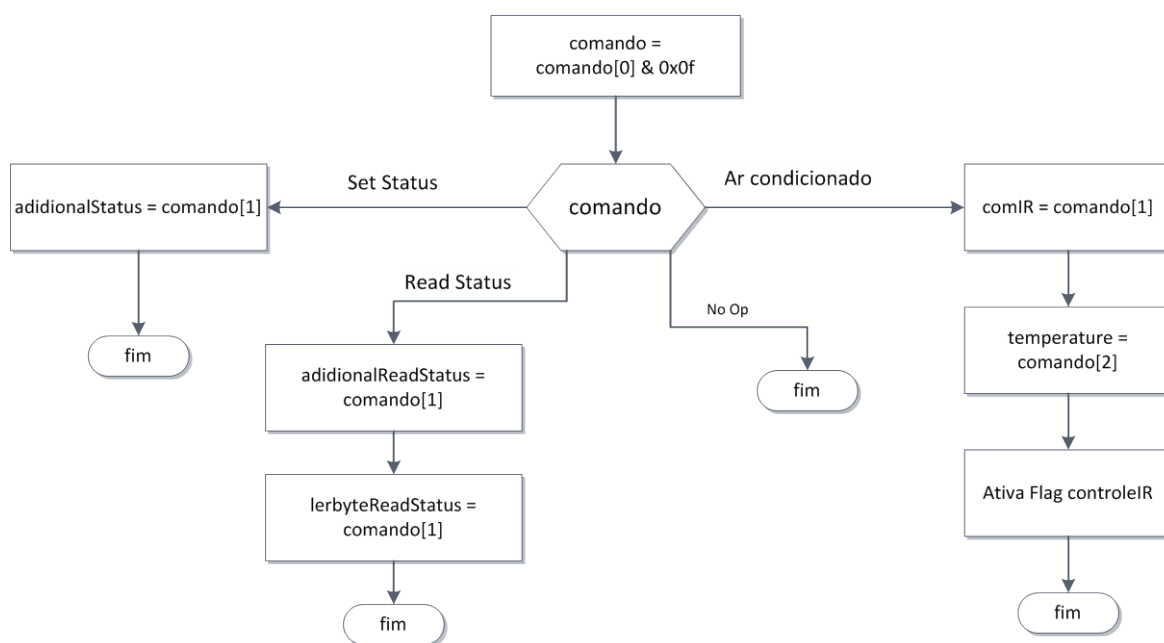 comando =
comando[0] & 0x0f
Set Status
Ar condicionado
adidionalStatus = comando[1]
comando
comIR = comando[1]
Read Status
No Op
fim
adidionalReadStatus =
comando[1]
fim
temperature =
comando[2]
lerbyteReadStatus =
comando[1]
Ativa Flag controleIR
fim
fim